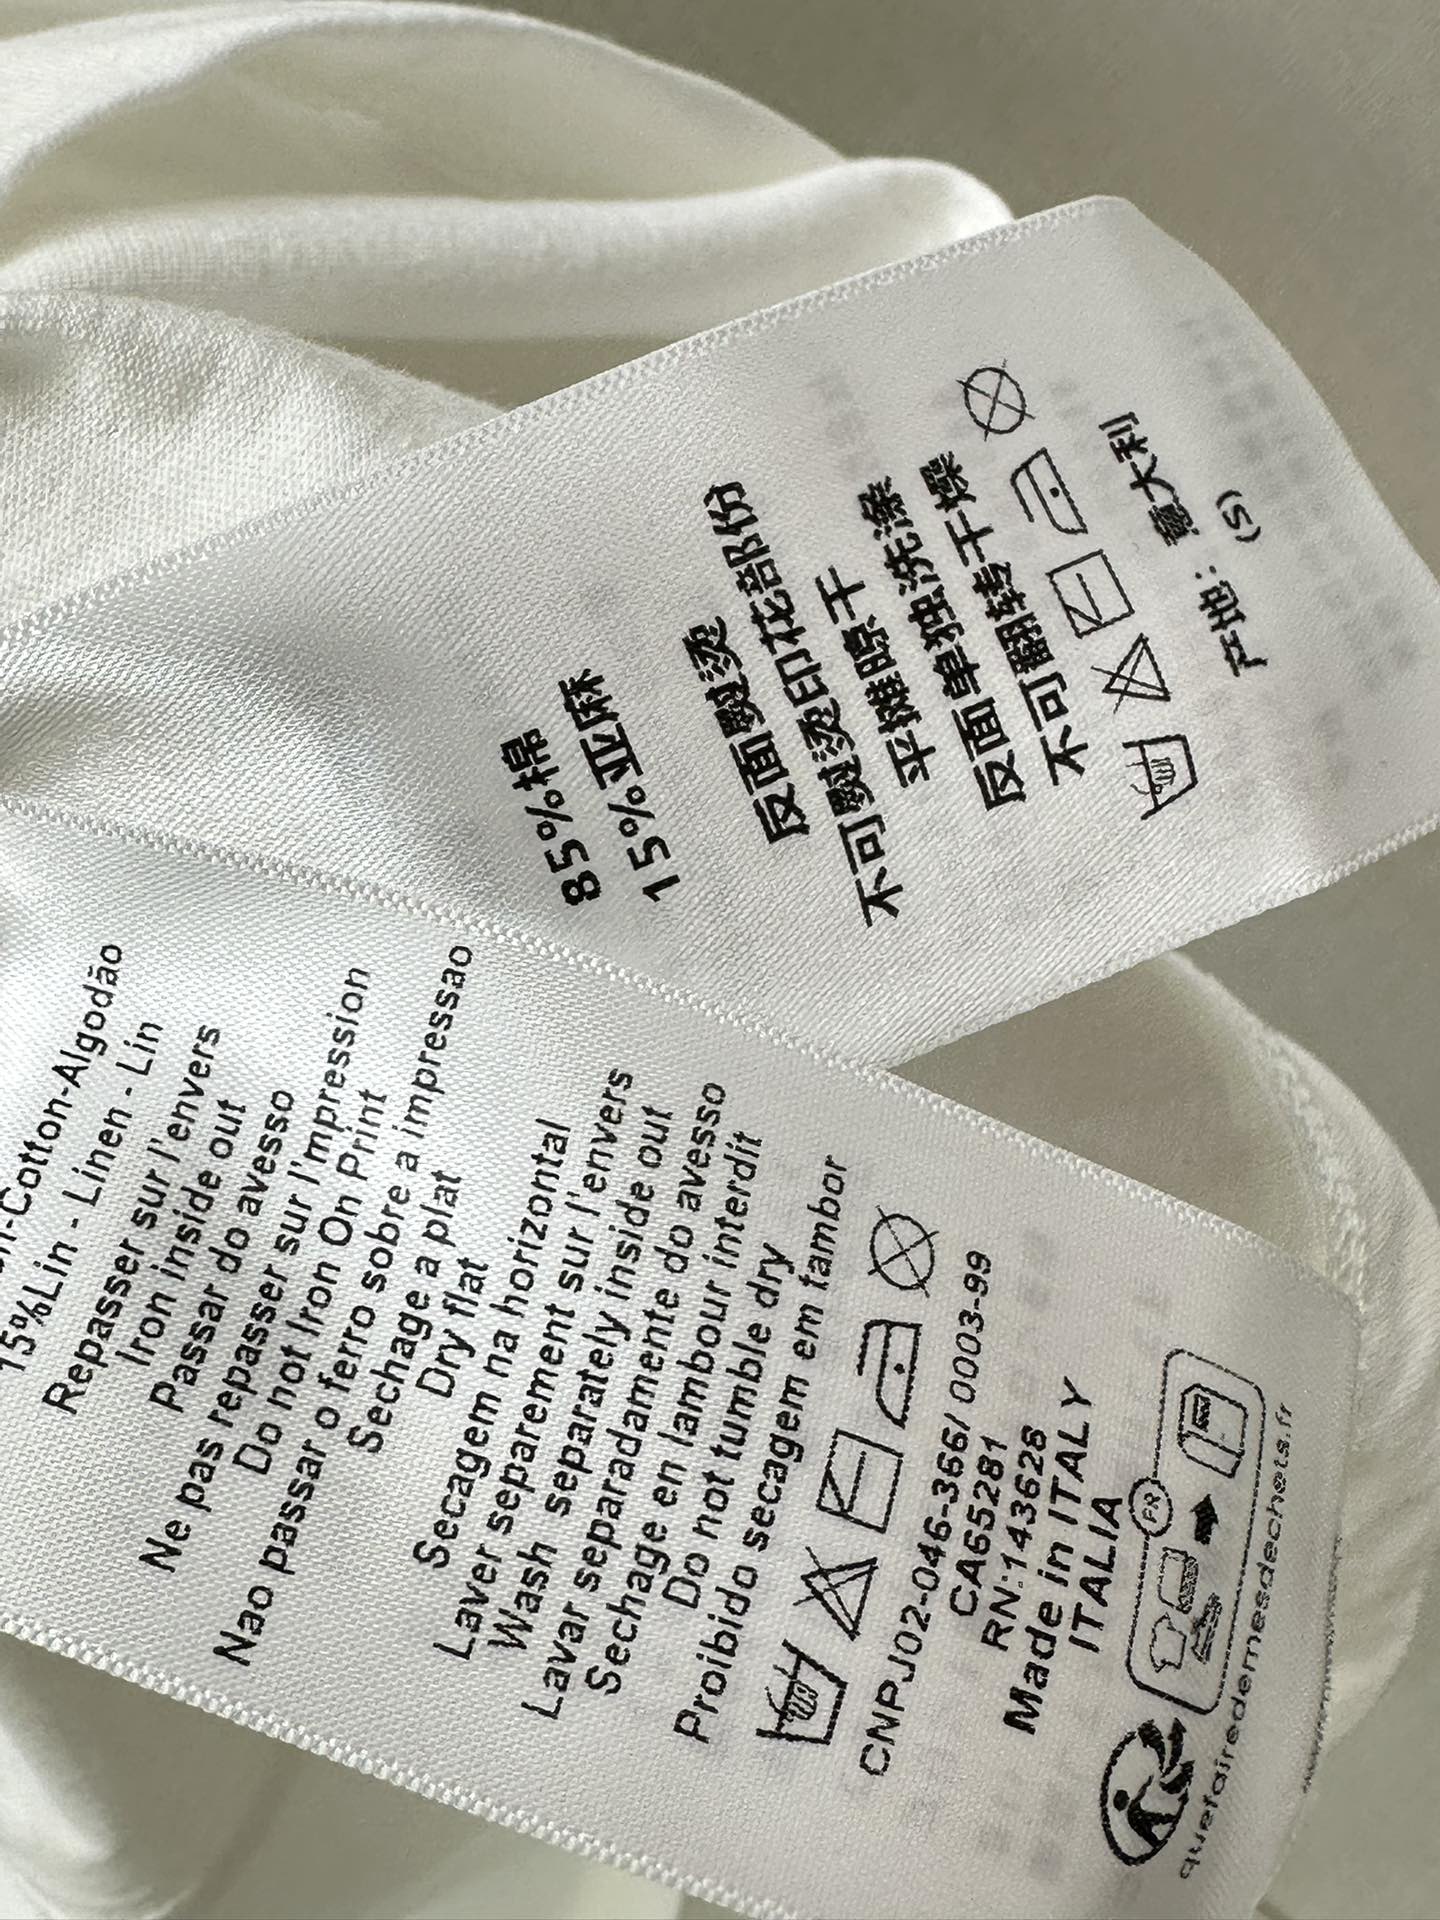 85%棉
15%亚麻
反面熨烫
不可熨烫印花部份
平摊晾干
反面单独洗涤
不可翻转干燥
产地：意大利
(S)
-Cotton-Algodão
15%Lin - Linen - Lin
Repasser sur l'envers
Iron inside out
Passar do avesso
Ne pas repasser sur l'mpression
Do not Iron On Print
Nao passar o ferro sobre a impressao
Sechage a plat
Dry flat
Secagem na horizontal
Laver separement sur l'envers
Wash separately inside out
Lavar separadamente do avesso
Sechage en lambour interdit
Do not tumble dry
Proibido secagem em tambor
CNPJ02-046-366/ 0003-99
CA65281
RN:143628
Made in ITALY
ITALIA
FR
quefairedemesdechets.fr